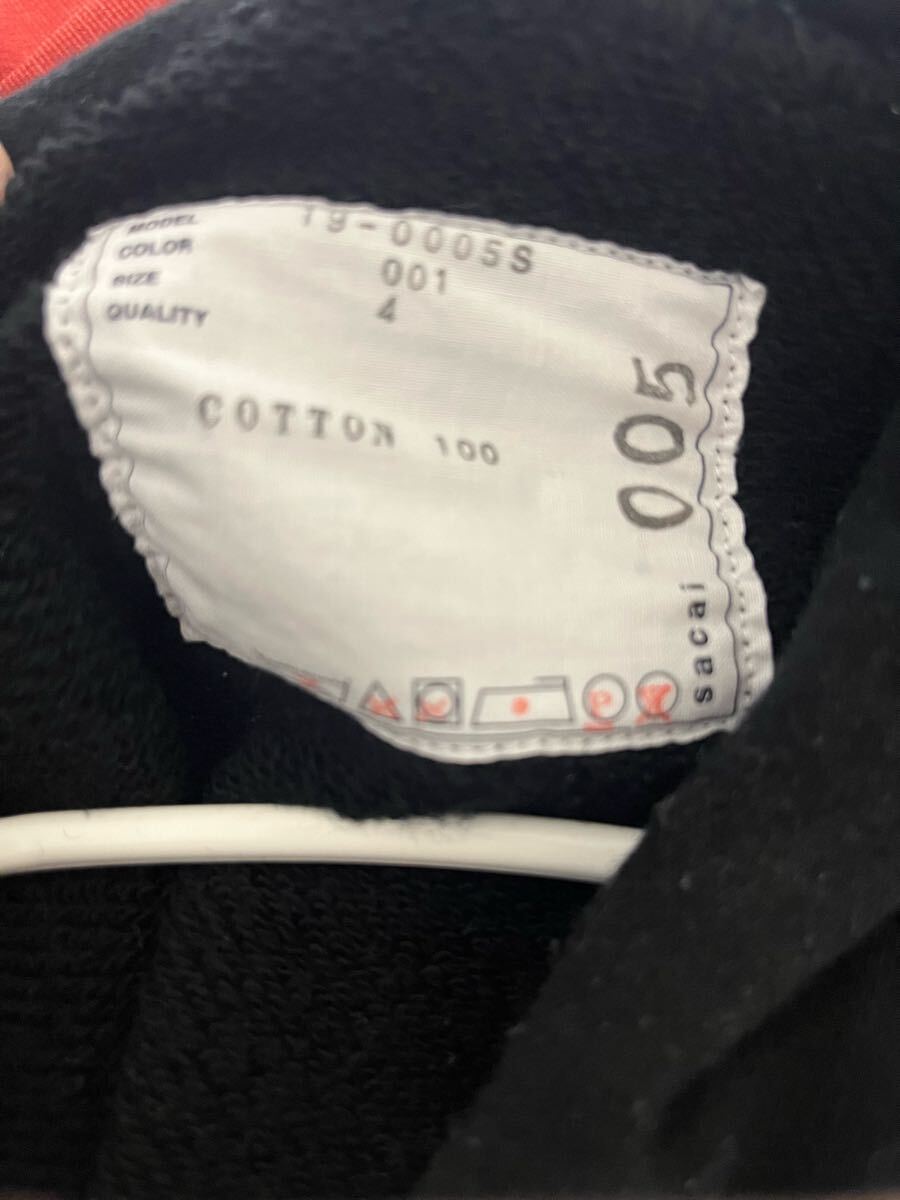 MODEL 19-0005S
COLOR 001
SIZE 4
QUALITY
COTTON 100
005
sacai